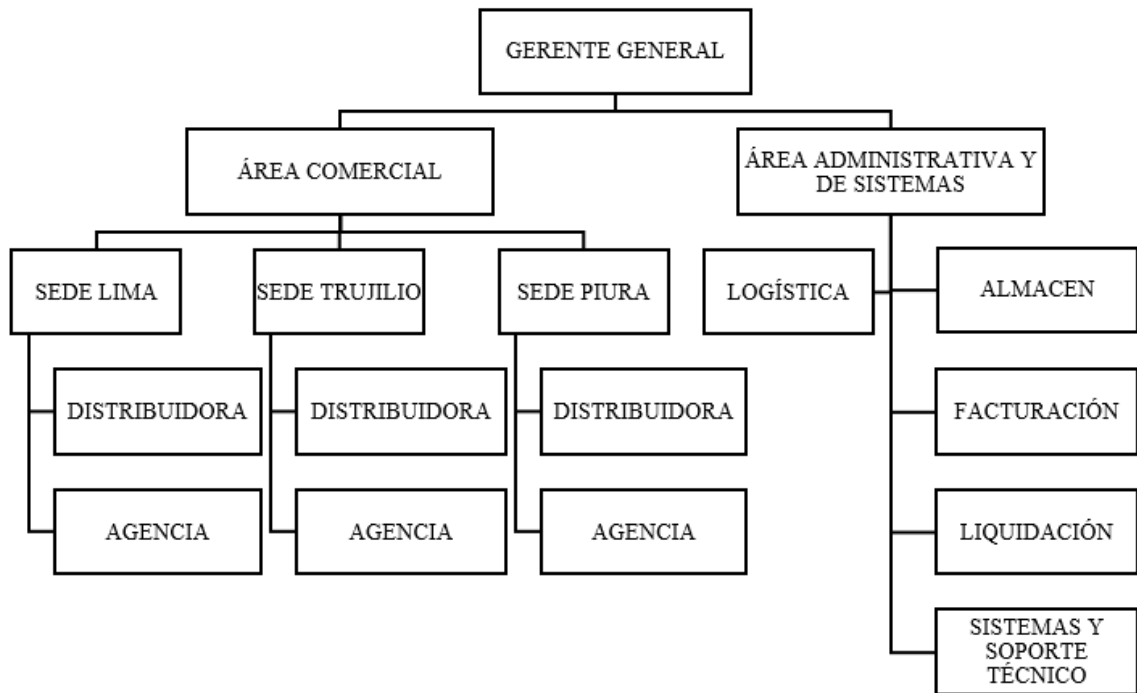 GERENTE GENERAL
ÁREA COMERCIAL
ÁREA ADMINISTRATIVA Y
DE SISTEMAS
SEDE LIMA
SEDE TRUJILIO
SEDE PIURA
LOGÍSTICA
ALMACEN
DISTRIBUIDORA
DISTRIBUIDORA
DISTRIBUIDORA
FACTURACIÓN
AGENCIA
AGENCIA
AGENCIA
LIQUIDACIÓN
SISTEMAS Y
SOPORTE
TÉCNICO